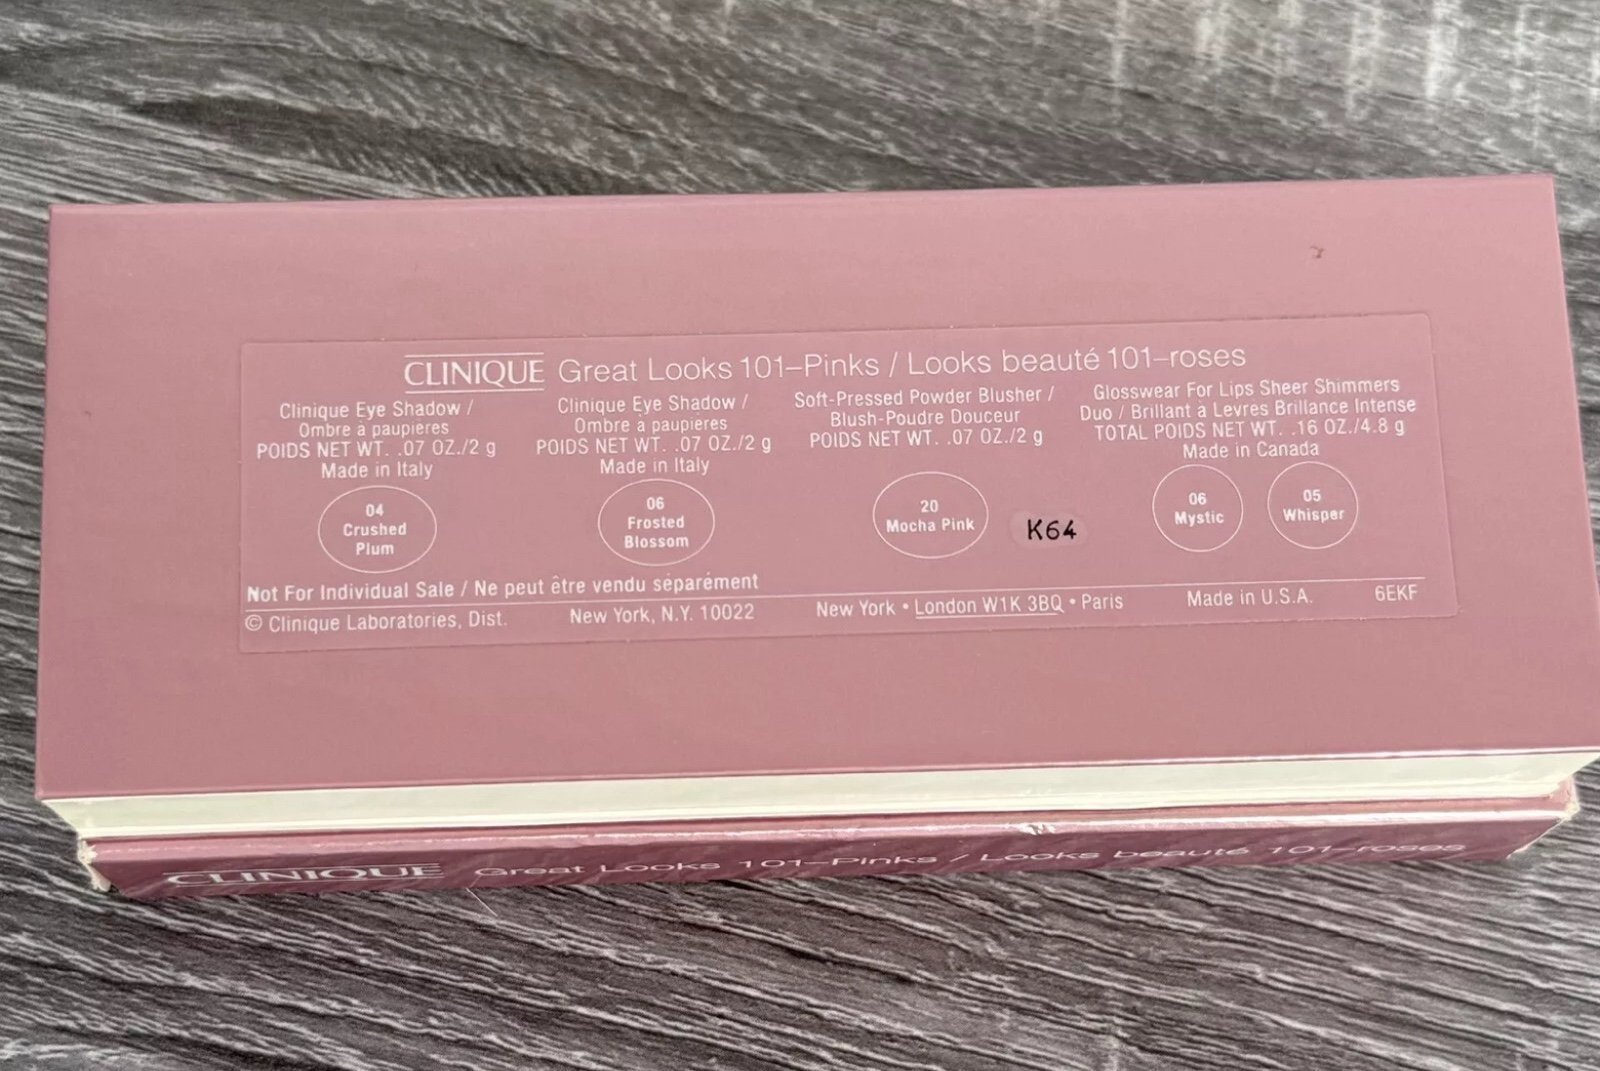 CLINIQUE Great Looks 101–Pinks / Looks beauté 101–roses
Clinique Eye Shadow /
Ombre à paupières
POIDS NET WT. .07 OZ./2 g
Made in Italy
04
Crushed
Plum
Clinique Eye Shadow /
Ombre à paupières
POIDS NET WT. .07 OZ./2 g
Made in Italy
06
Frosted
Blossom
Soft-Pressed Powder Blusher /
Blush-Poudre Douceur
POIDS NET WT. .07 OZ./2 g
20
Mocha Pink
K64
Glosswear For Lips Sheer Shimmers
Duo / Brillant à Levres Brillance Intense
TOTAL POIDS NET WT. .16 OZ./4.8 g
Made in Canada
06
Mystic
05
Whisper
Not For Individual Sale / Ne peut être vendu séparément
© Clinique Laboratories, Dist. New York, N.Y. 10022 New York • London W1K 3BQ • Paris Made in U.S.A. 6EKF
CLINIQUE Great Looks 101–Pinks / Looks beauté 101–roses